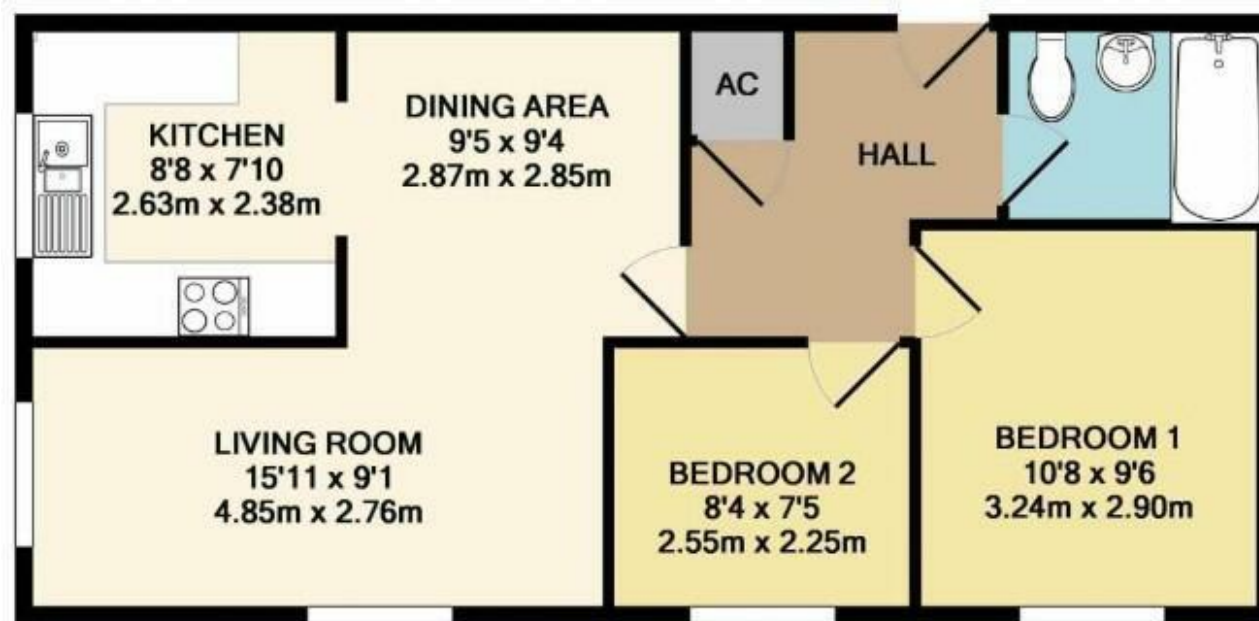 KITCHEN
8'8 x 7'10
2.63m x 2.38m
DINING AREA
9'5 x 9'4
2.87m x 2.85m
AC
HALL
LIVING ROOM
15'11 x 9'1
4.85m x 2.76m
BEDROOM 2
8'4 x 7'5
2.55m x 2.25m
BEDROOM 1
10'8 x 9'6
3.24m x 2.90m